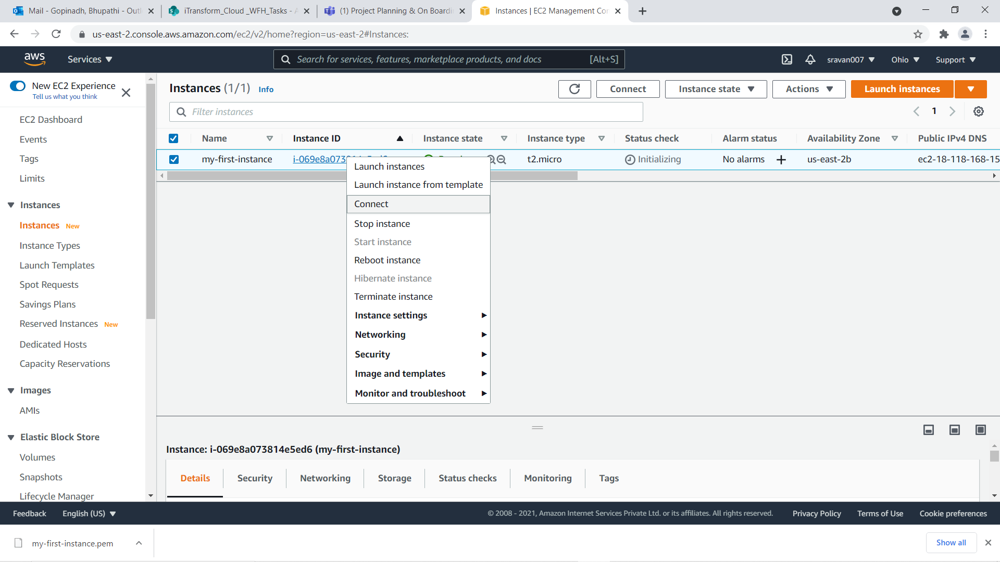 Mail - Gopinadh, Bhupathi - Outl
iTransform_Cloud _WFH_Tasks - A
(1) Project Planning & On Boardi
Instances | EC2 Management Con
us-east-2.console.aws.amazon.com/ec2/v2/home?region=us-east-2#Instances:
aws
Services
Search for services, features, marketplace products, and docs
[Alt+S]
sravan007
Ohio
Support
New EC2 Experience
Tell us what you think
EC2 Dashboard
Events
Tags
Limits
Instances
Instances New
Instance Types
Launch Templates
Spot Requests
Savings Plans
Reserved Instances New
Dedicated Hosts
Capacity Reservations
Images
AMIs
Elastic Block Store
Volumes
Snapshots
Lifecycle Manager
Instances (1/1) Info
Connect
Instance state
Actions
Launch instances
Filter instances
1
Name
Instance ID
Instance state
Instance type
Status check
Alarm status
Availability Zone
Public IPv4 DNS
my-first-instance
i-069e8a073
t2.micro
Initializing
No alarms
us-east-2b
ec2-18-118-168-15
Launch instances
Launch instance from template
Connect
Stop instance
Start instance
Reboot instance
Hibernate instance
Terminate instance
Instance settings
Networking
Security
Image and templates
Monitor and troubleshoot
Instance: i-069e8a073814e5ed6 (my-first-instance)
Details
Security
Networking
Storage
Status checks
Monitoring
Tags
Feedback
English (US)
© 2008 - 2021, Amazon Internet Services Private Ltd. or its affiliates. All rights reserved.
Privacy Policy
Terms of Use
Cookie preferences
my-first-instance.pem
Show all